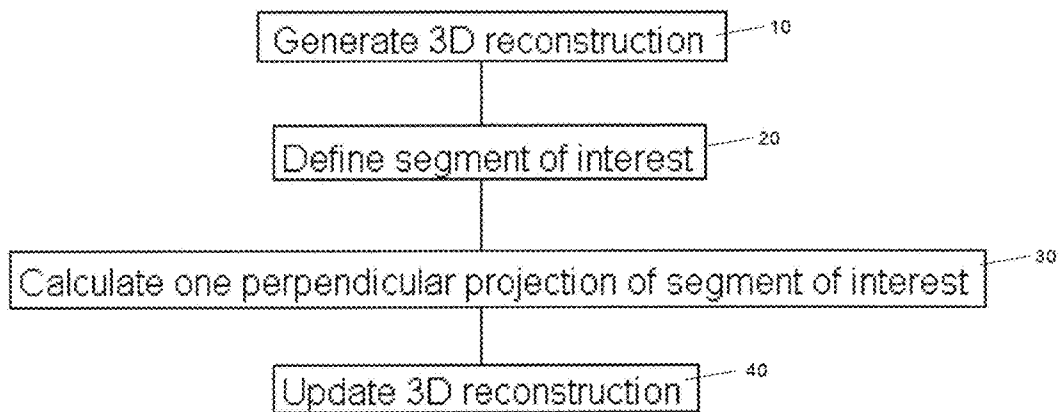 Generate 3D reconstruction 10
Define segment of interest 20
Calculate one perpendicular projection of segment of interest 30
Update 3D reconstruction 40